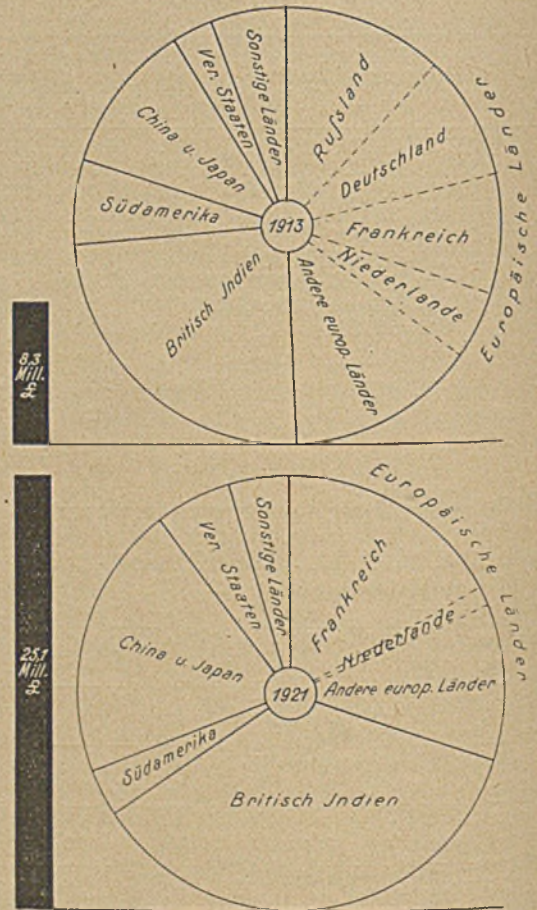 Sonstige Länder
Ver. Staaten
China u. Japan
Südamerika
Britisch Jndien
1913
Rußland
Deutschland
Frankreich
Niederlande
Andere europ. Länder
Europäische Länder
8,3
Mill.
£
Sonstige Länder
Ver. Staaten
China u. Japan
Südamerika
Britisch Jndien
1921
Frankreich
Niederlande
Andere europ. Länder
Europäische Länder
25,1
Mill.
£